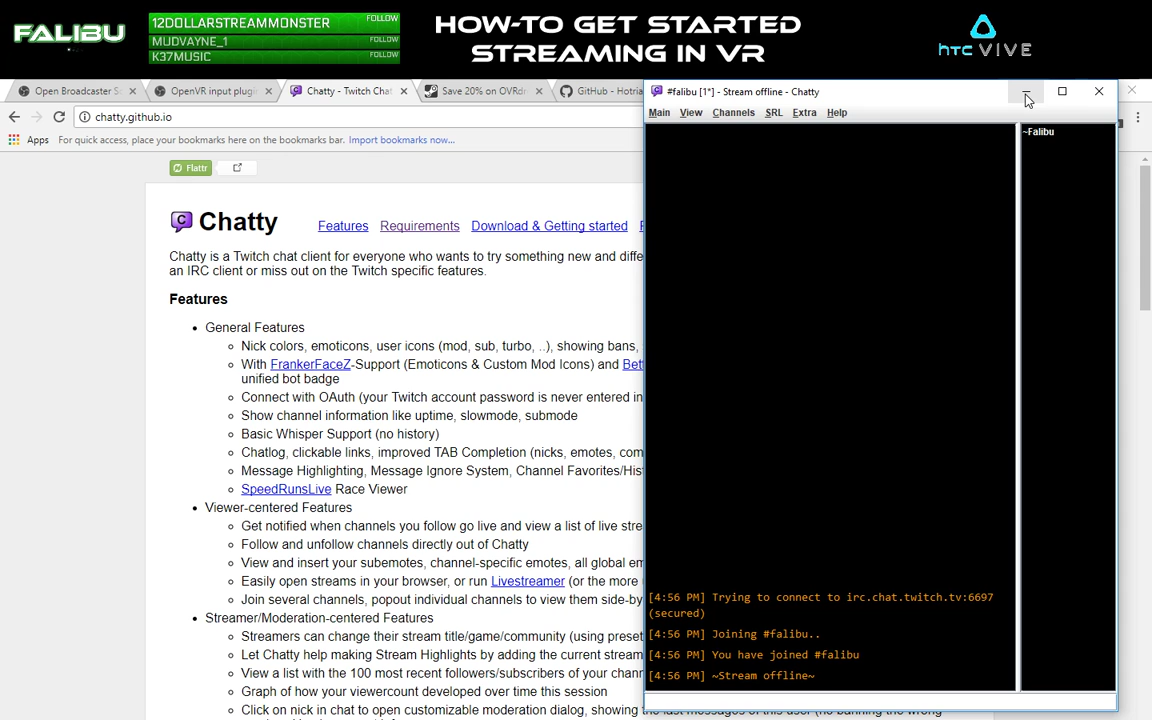 FALIBU
12DOLLARSTREAMMONSTER FOLLOW
MUDVAYNE_1 FOLLOW
K37MUSIC FOLLOW
HOW-TO GET STARTED
STREAMING IN VR
htc VIVE
Open Broadcaster S
OpenVR input plugi
Chatty - Twitch Chat
Save 20% on OVRdr
GitHub - Hotria
chatty.github.io
Apps For quick access, place your bookmarks here on the bookmarks bar. Import bookmarks now...
Flattr
Chatty Features Requirements Download & Getting started
Chatty is a Twitch chat client for everyone who wants to try something new and diffe
an IRC client or miss out on the Twitch specific features.
Features
General Features
Nick colors, emoticons, user icons (mod, sub, turbo, ..), showing bans,
With FrankerFaceZ-Support (Emoticons & Custom Mod Icons) and Bet
unified bot badge
Connect with OAuth (your Twitch account password is never entered in
Show channel information like uptime, slowmode, submode
Basic Whisper Support (no history)
Chatlog, clickable links, improved TAB Completion (nicks, emotes, com
Message Highlighting, Message Ignore System, Channel Favorites/His
SpeedRunsLive Race Viewer
Viewer-centered Features
Get notified when channels you follow go live and view a list of live stre
Follow and unfollow channels directly out of Chatty
View and insert your subemotes, channel-specific emotes, all global em
Easily open streams in your browser, or run Livestreamer (or the more
Join several channels, popout individual channels to view them side-by
Streamer/Moderation-centered Features
Streamers can change their stream title/game/community (using preset
Let Chatty help making Stream Highlights by adding the current stream
View a list with the 100 most recent followers/subscribers of your chan
Graph of how your viewercount developed over time this session
Click on nick in chat to open customizable moderation dialog, showing the last messages of this user (no banning the wrong
#falibu [1*] - Stream offline - Chatty
Main View Channels SRL Extra Help
~Falibu
[4:56 PM] Trying to connect to irc.chat.twitch.tv:6697
(secured)
[4:56 PM] Joining #falibu..
[4:56 PM] You have joined #falibu
[4:56 PM] ~Stream offline~